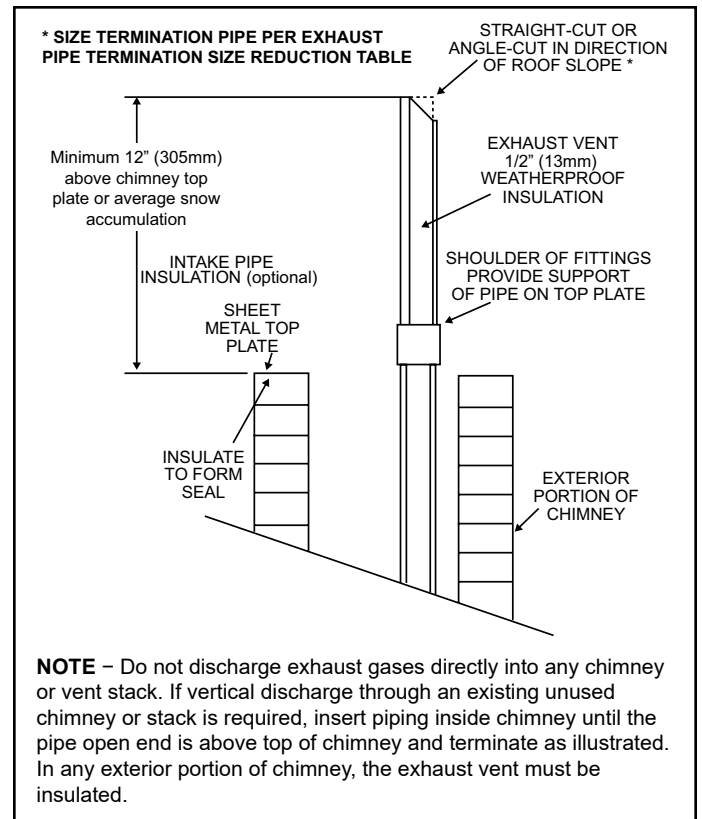 * SIZE TERMINATION PIPE PER EXHAUST
PIPE TERMINATION SIZE REDUCTION TABLE
STRAIGHT-CUT OR
ANGLE-CUT IN DIRECTION
OF ROOF SLOPE *
Minimum 12” (305mm)
above chimney top
plate or average snow
accumulation
EXHAUST VENT
1/2” (13mm)
WEATHERPROOF
INSULATION
INTAKE PIPE
INSULATION (optional)
SHOULDER OF FITTINGS
PROVIDE SUPPORT
OF PIPE ON TOP PLATE
SHEET
METAL TOP
PLATE
INSULATE
TO FORM
SEAL
EXTERIOR
PORTION OF
CHIMNEY
NOTE − Do not discharge exhaust gases directly into any chimney
or vent stack. If vertical discharge through an existing unused
chimney or stack is required, insert piping inside chimney until the
pipe open end is above top of chimney and terminate as illustrated.
In any exterior portion of chimney, the exhaust vent must be
insulated.